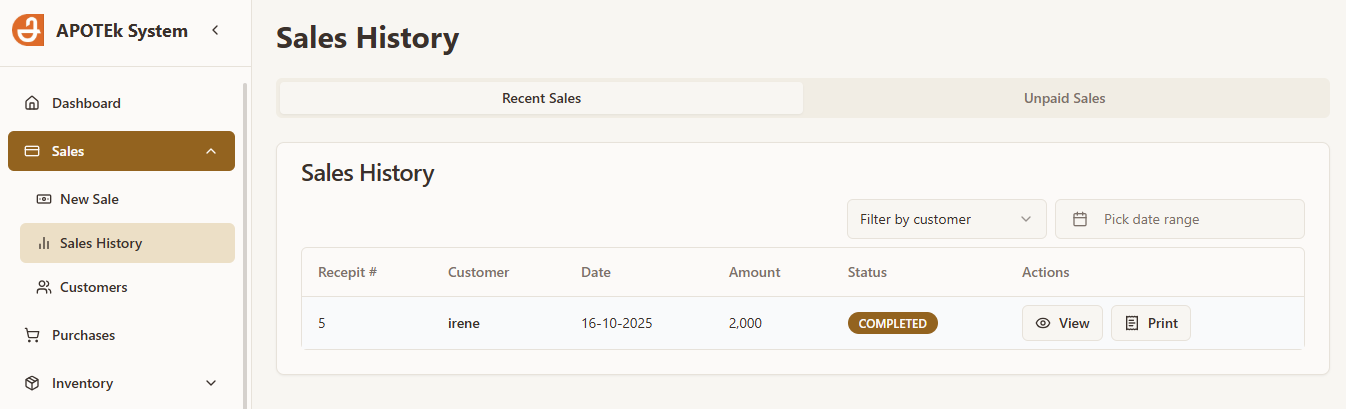 APOTEk System
Dashboard
Sales
New Sale
Sales History
Customers
Purchases
Inventory
Sales History
Recent Sales
Unpaid Sales
Sales History
Filter by customer
Pick date range
Recepit # Customer Date Amount Status Actions
5 irene 16-10-2025 2,000 COMPLETED View Print